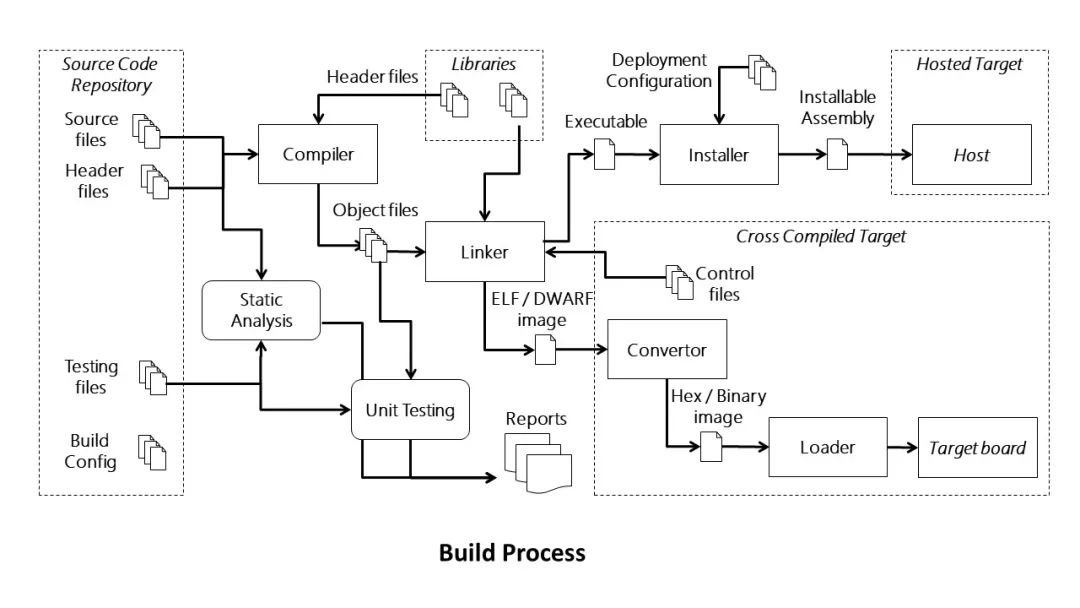 Source Code
Repository
Source
files
Header
files
Testing
files
Build
Config
Header files
Libraries
Compiler
Object files
Linker
Static
Analysis
Unit Testing
Reports
Executable
Deployment
Configuration
Installer
Installable
Assembly
Hosted Target
Host
Cross Compiled Target
Control
files
ELF / DWARF
image
Convertor
Hex / Binary
image
Loader
Target board
Build Process